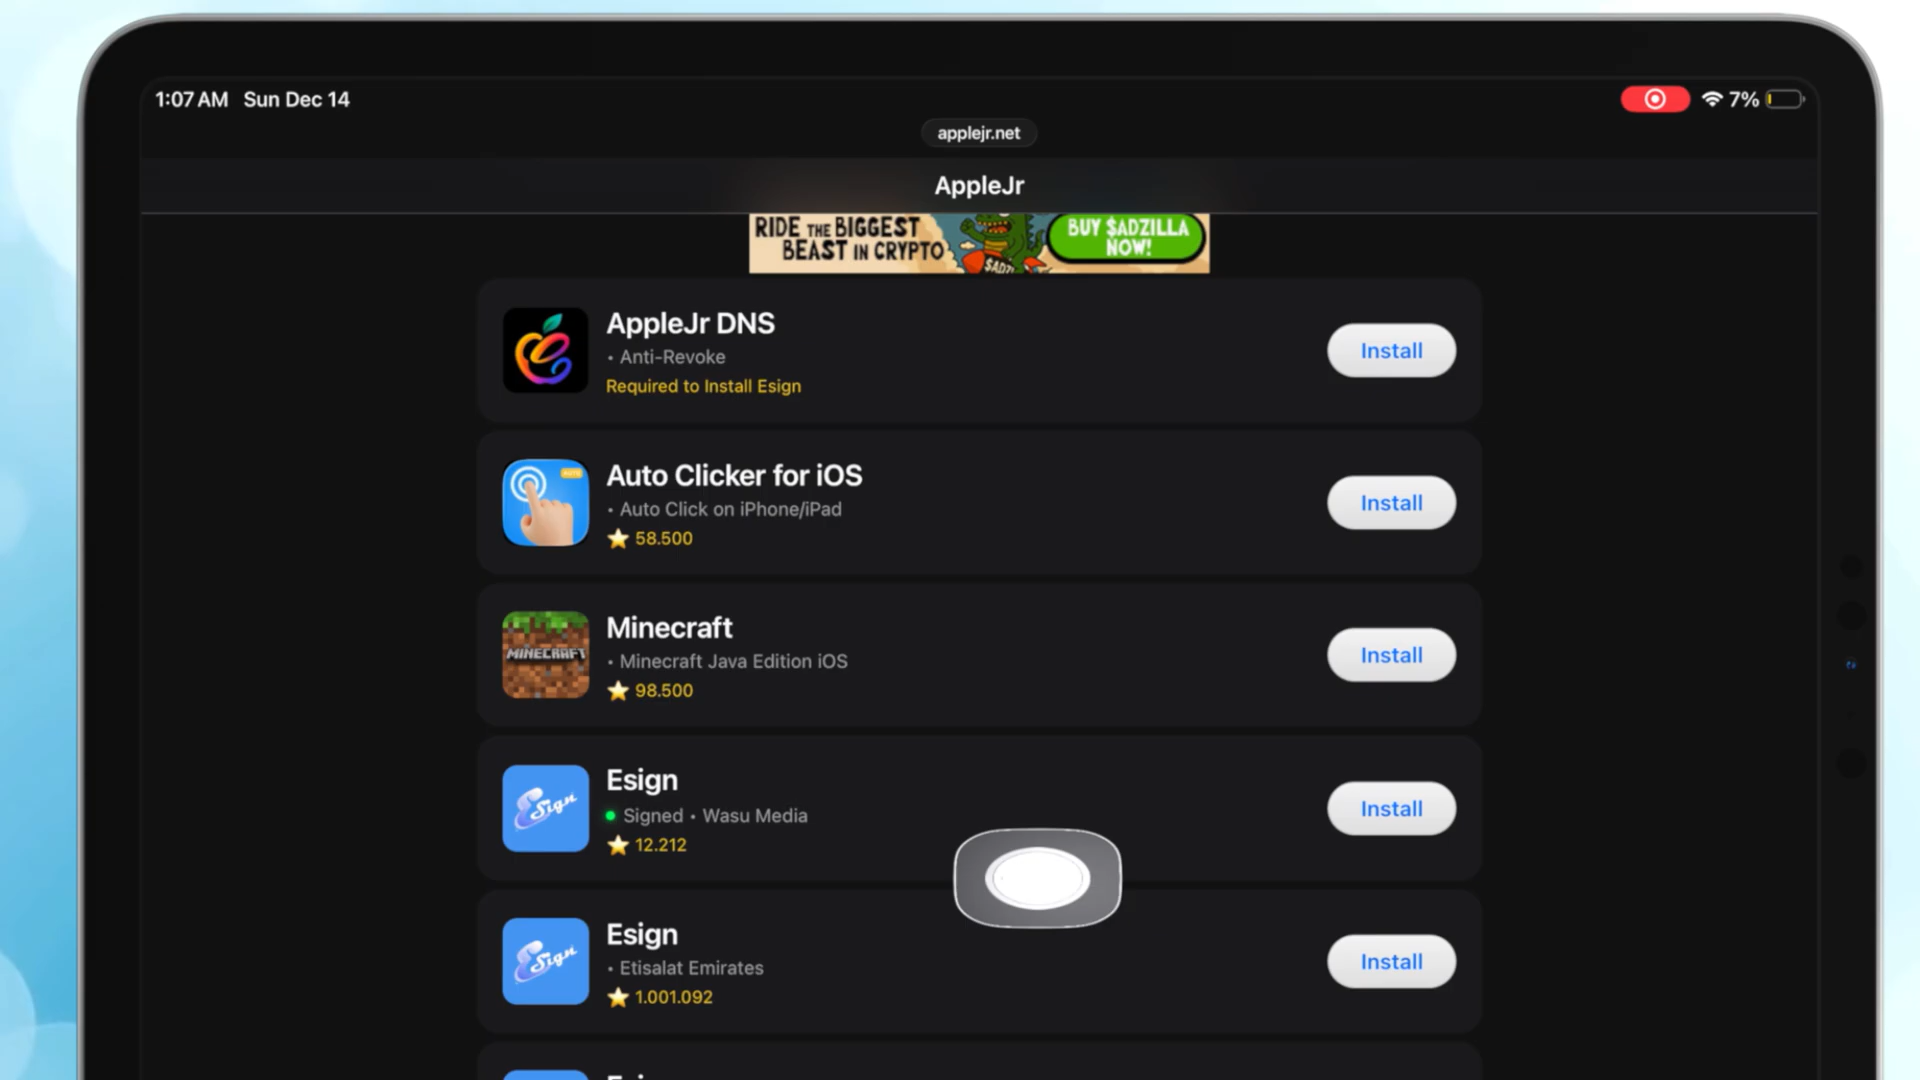 1:07 AM Sun Dec 14
7%
applejr.net
AppleJr
RIDE THE BIGGEST
BEAST IN CRYPTO
BUY $ADZILLA
NOW!
AppleJr DNS
• Anti-Revoke
Required to Install Esign
Install
AUTO
Auto Clicker for iOS
• Auto Click on iPhone/iPad
58.500
Install
MINECRAFT
Minecraft
• Minecraft Java Edition iOS
98.500
Install
ESign
Esign
Signed • Wasu Media
12.212
Install
ESign
Esign
• Etisalat Emirates
1.001.092
Install